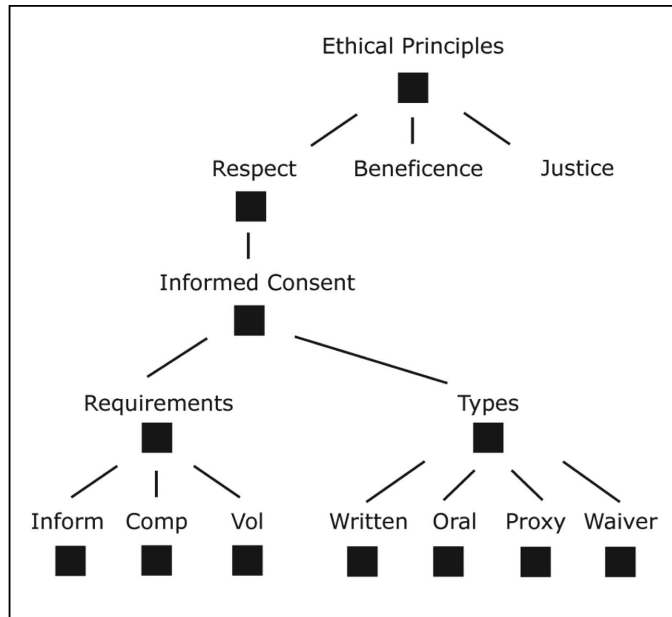 Ethical Principles
Respect Beneficence Justice
Informed Consent
Requirements Types
Inform Comp Vol Written Oral Proxy Waiver